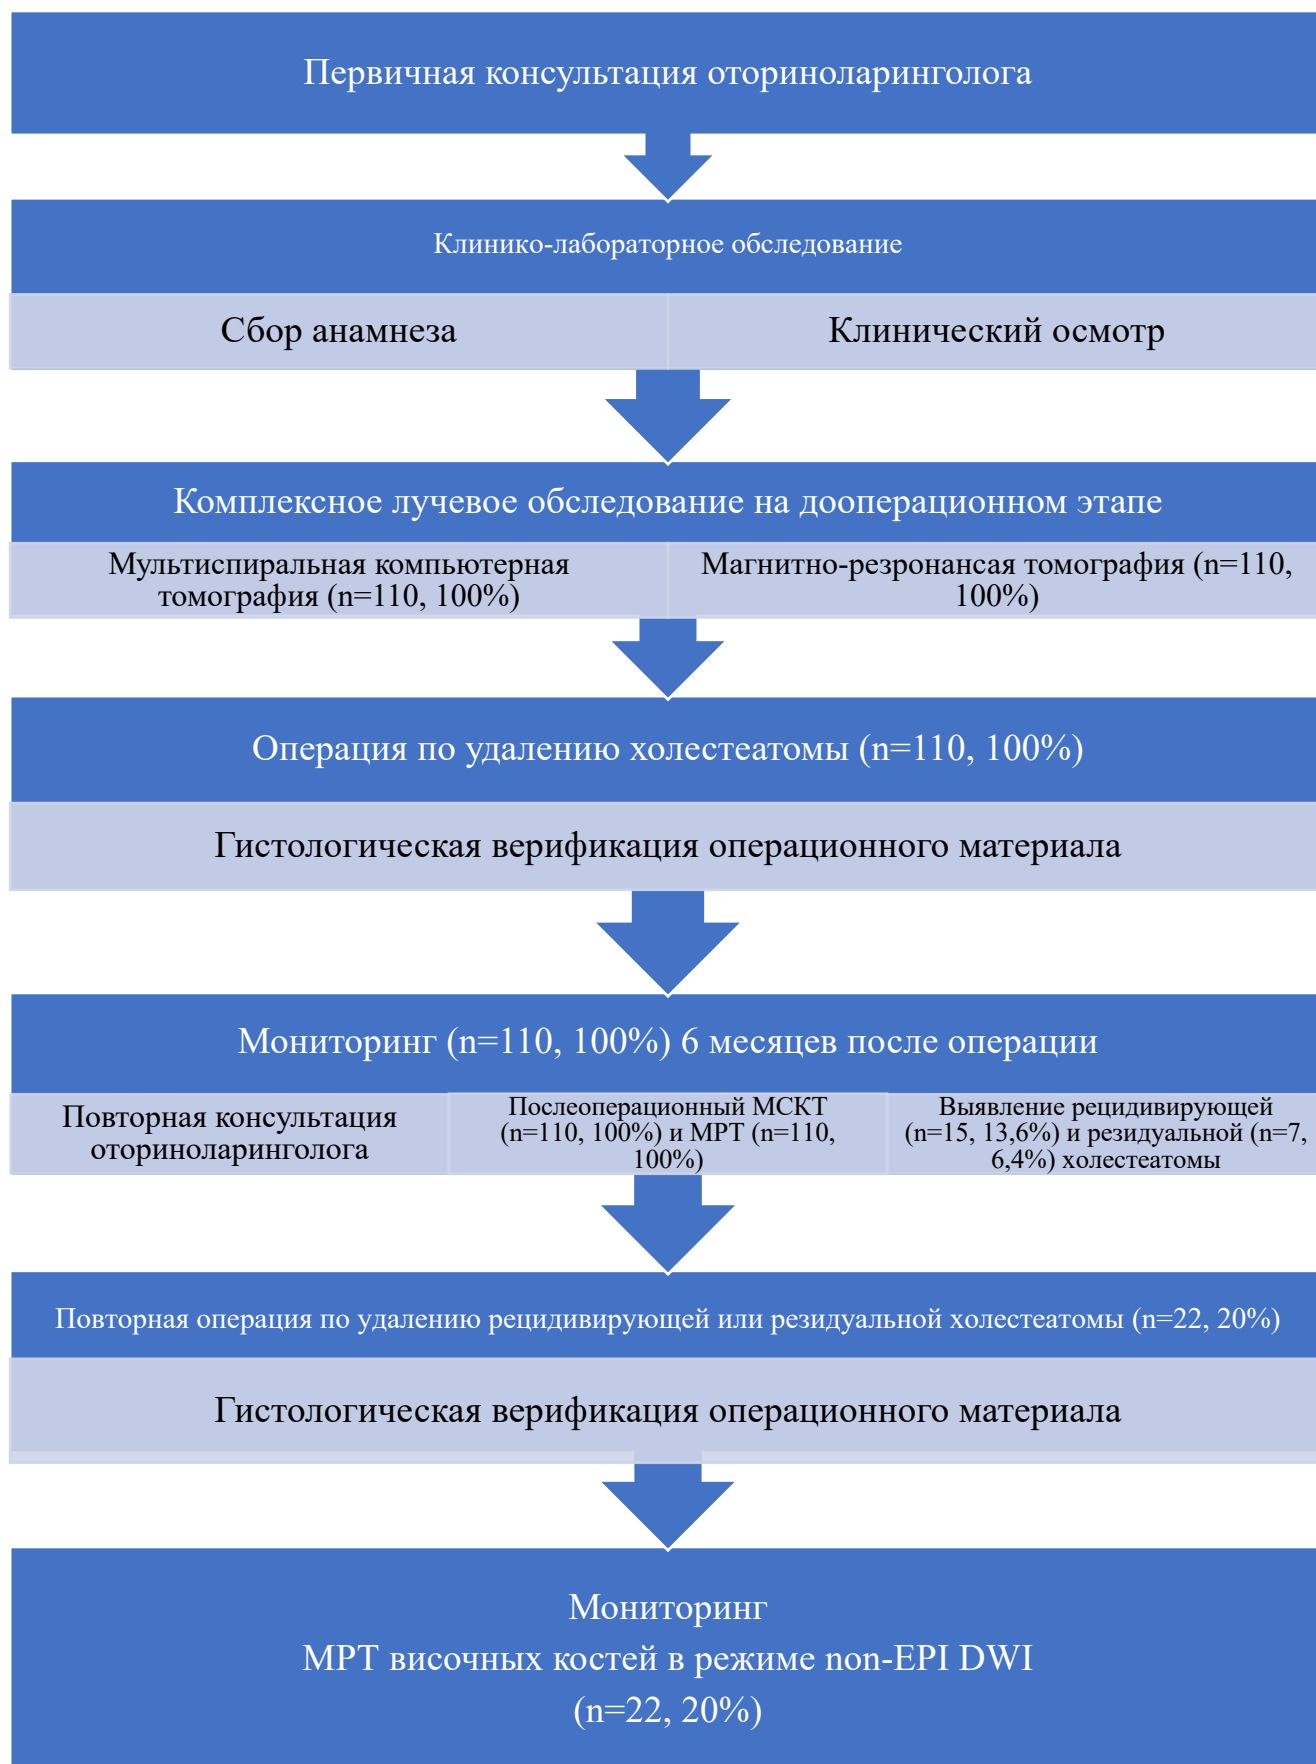 Первичная консультация оториноларинголога
Клинико-лабораторное обследование
Сбор анамнеза
Клинический осмотр
Комплексное лучевое обследование на дооперационном этапе
Мультиспиральная компьютерная
томография (n=110, 100%)
Магнитно-резронансая томография (n=110,
100%)
Операция по удалению холестеатомы (n=110, 100%)
Гистологическая верификация операционного материала
Мониторинг (n=110, 100%) 6 месяцев после операции
Повторная консультация
оториноларинголога
Послеоперационный МСКТ
(n=110, 100%) и МРТ (n=110,
100%)
Выявление рецидивирующей
(n=15, 13,6%) и резидуальной (n=7,
6,4%) холестеатомы
Повторная операция по удалению рецидивирующей или резидуальной холестеатомы (n=22, 20%)
Гистологическая верификация операционного материала
Мониторинг
МРТ височных костей в режиме non-EPI DWI
(n=22, 20%)